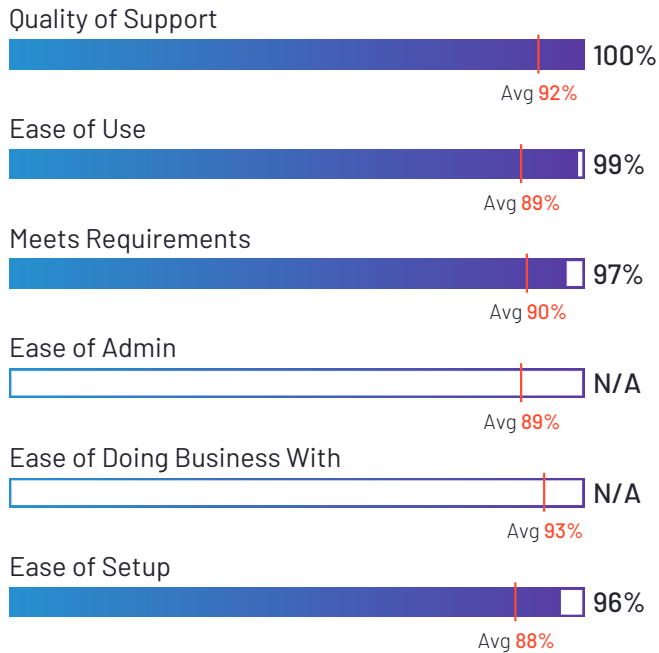 Quality of Support
100%
Avg 92%
Ease of Use
99%
Avg 89%
Meets Requirements
97%
Avg 90%
Ease of Admin
N/A
Avg 89%
Ease of Doing Business With
N/A
Avg 93%
Ease of Setup
96%
Avg 88%